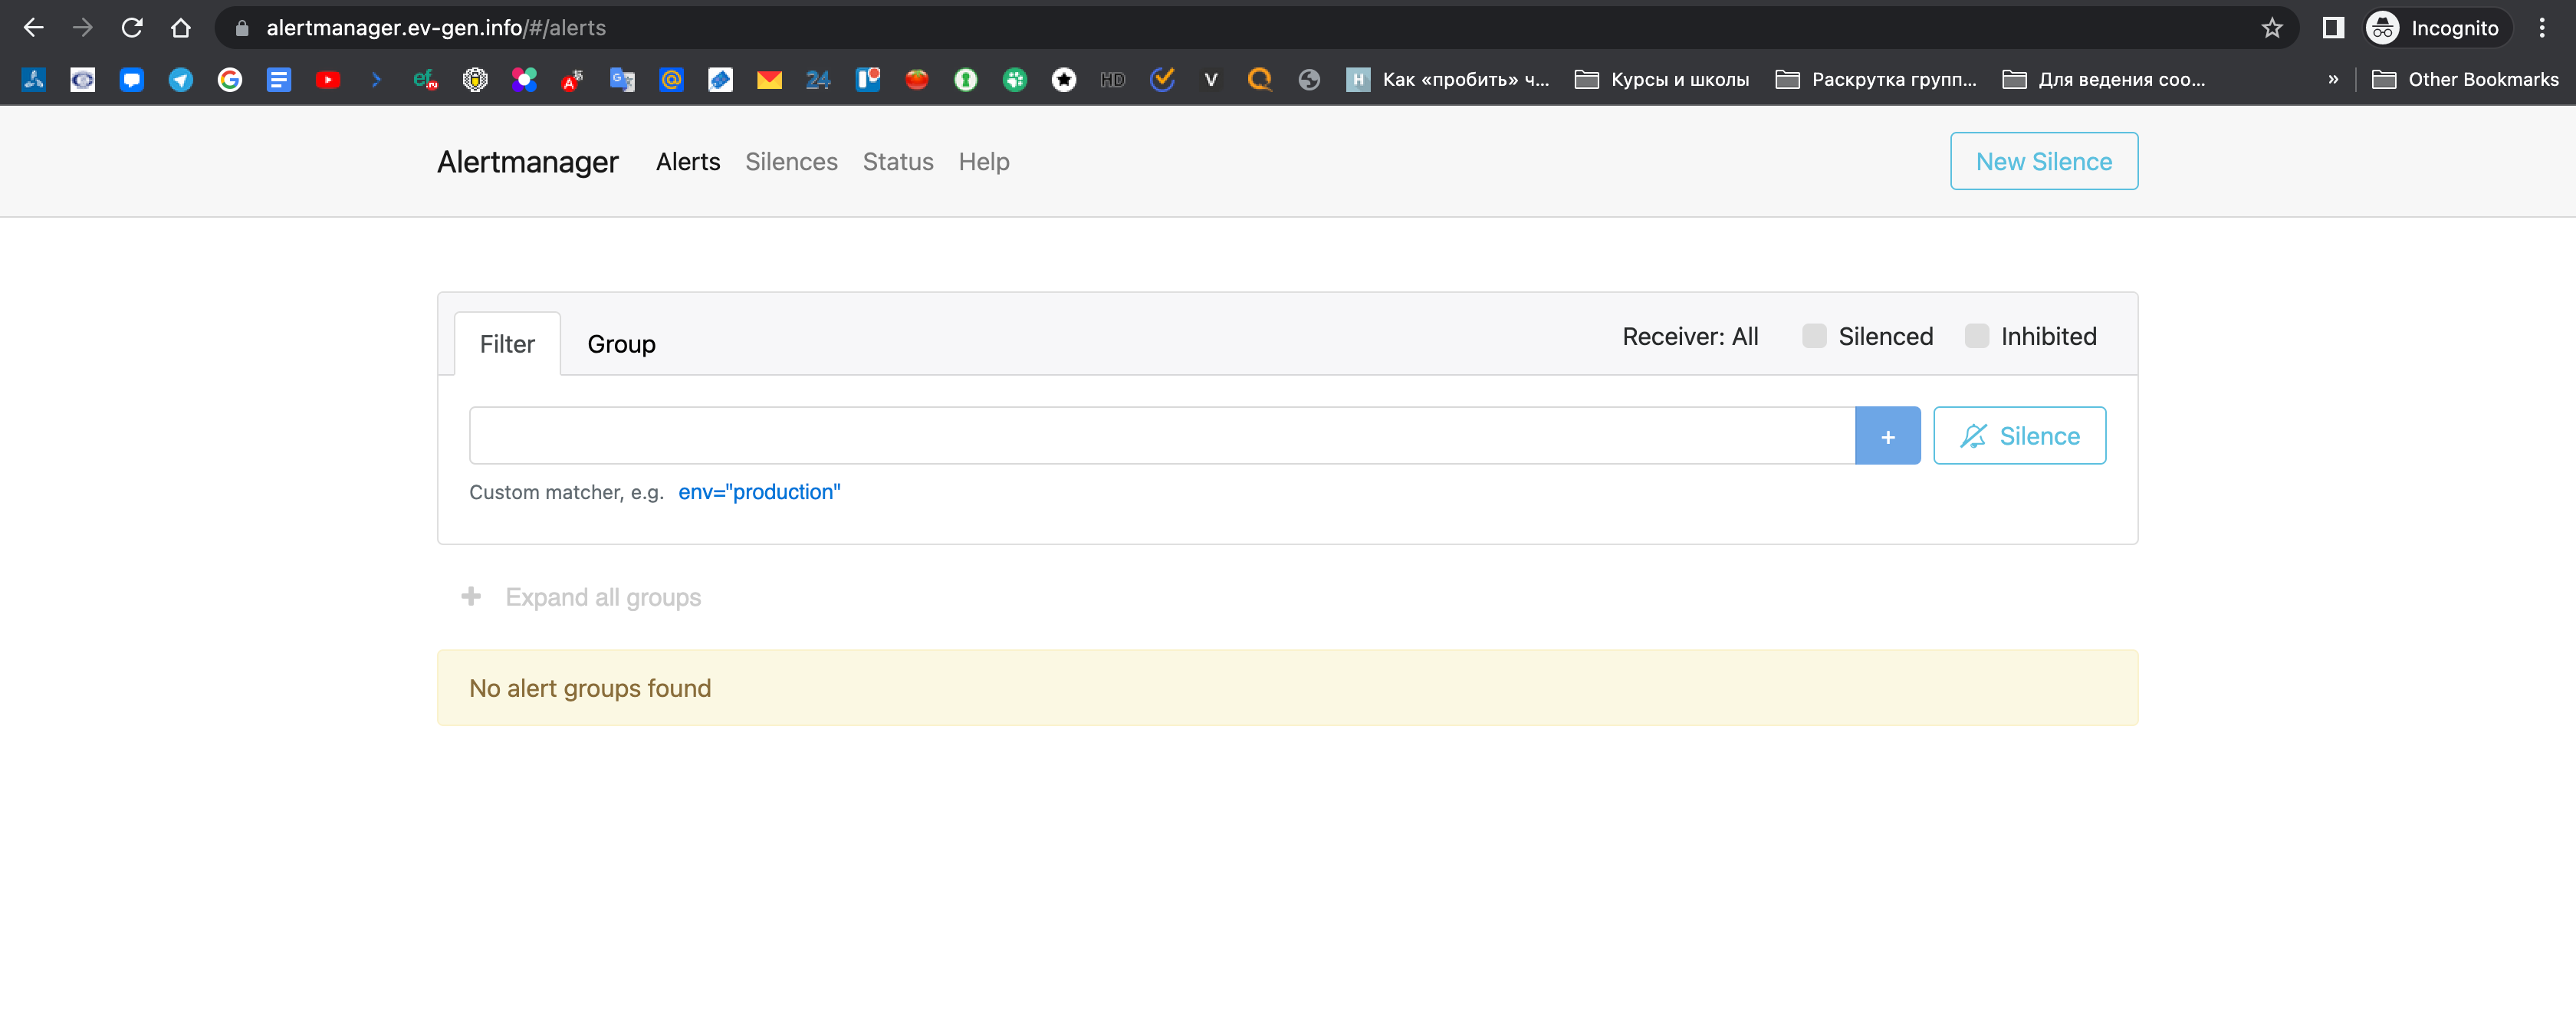 alertmanager.ev-gen.info/#/alerts
Incognito
Как «пробить» ч...
Курсы и школы
Раскрутка групп...
Для ведения соо...
»
Other Bookmarks
Alertmanager
Alerts
Silences
Status
Help
New Silence
Filter
Group
Receiver: All
Silenced
Inhibited
+
Silence
Custom matcher, e.g. env="production"
+ Expand all groups
No alert groups found